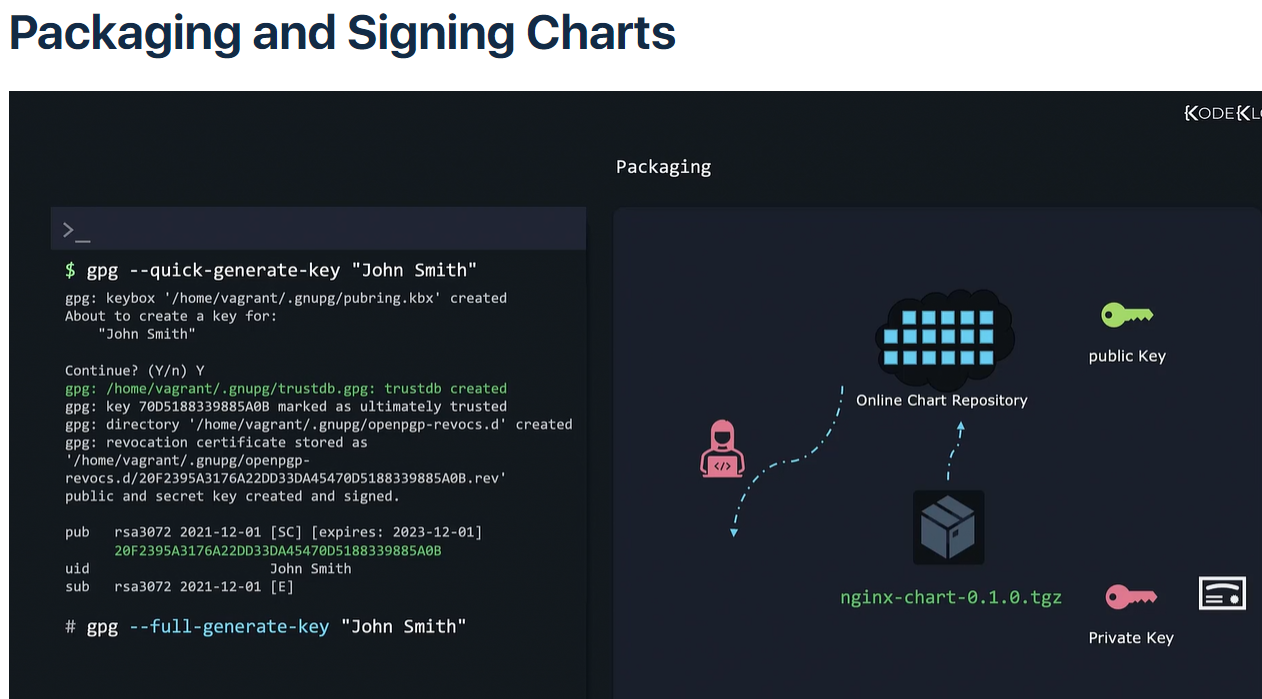 Packaging and Signing Charts
Packaging
>_
$ gpg --quick-generate-key "John Smith"
gpg: keybox '/home/vagrant/.gnupg/pubring.kbx' created
About to create a key for:
"John Smith"
Continue? (Y/n) Y
gpg: /home/vagrant/.gnupg/trustdb.gpg: trustdb created
gpg: key 70D5188339885A0B marked as ultimately trusted
gpg: directory '/home/vagrant/.gnupg/openpgp-revocs.d' created
gpg: revocation certificate stored as
'/home/vagrant/.gnupg/openpgp-
revocs.d/20F2395A3176A22DD33DA45470D5188339885A0B.rev'
public and secret key created and signed.
pub rsa3072 2021-12-01 [SC] [expires: 2023-12-01]
20F2395A3176A22DD33DA45470D5188339885A0B
uid John Smith
sub rsa3072 2021-12-01 [E]
# gpg --full-generate-key "John Smith"
public Key
Online Chart Repository
</>
nginx-chart-0.1.0.tgz
Private Key